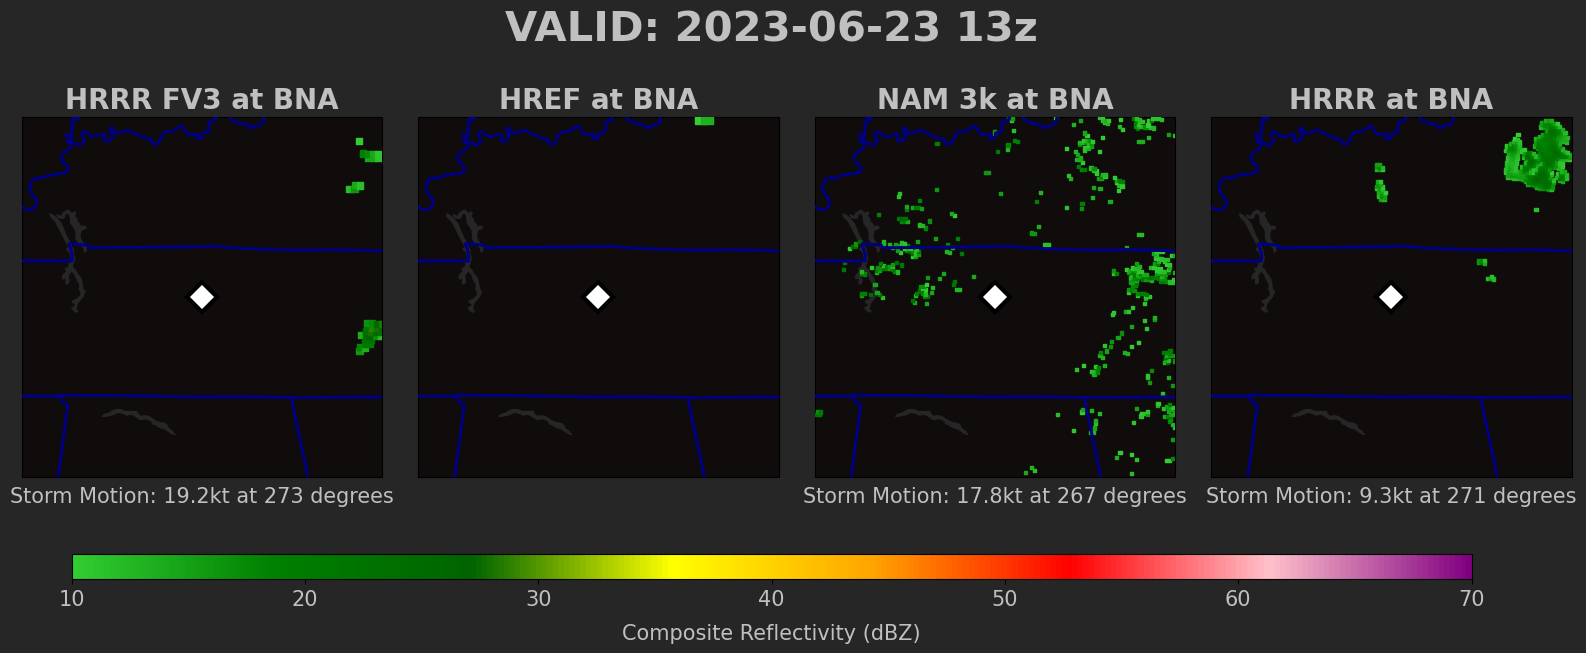 VALID: 2023-06-23 13z
HRRR FV3 at BNA
HREF at BNA
NAM 3k at BNA
HRRR at BNA
Storm Motion: 19.2kt at 273 degrees
Storm Motion: 17.8kt at 267 degrees
Storm Motion: 9.3kt at 271 degrees
10 20 30 40 50 60 70
Composite Reflectivity (dBZ)